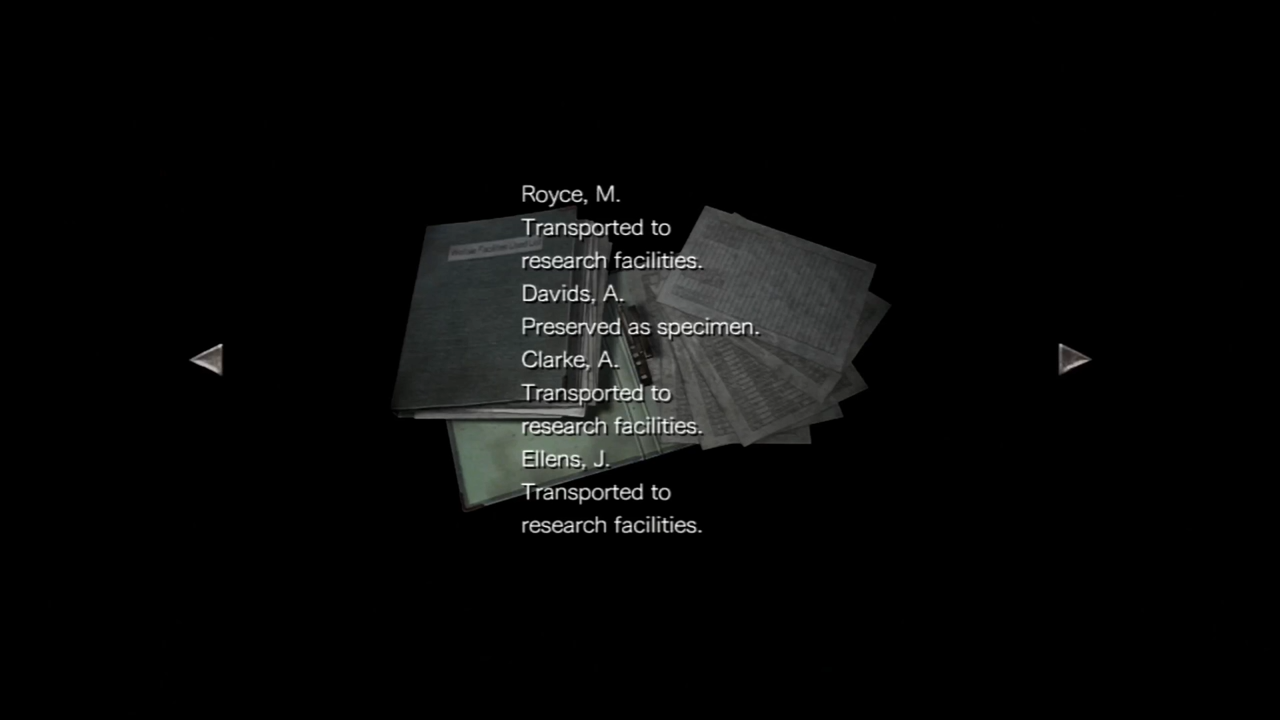 Royce, M.
Transported to
research facilities.
Davids, A.
Preserved as specimen.
Clarke, A.
Transported to
research facilities.
Ellens, J.
Transported to
research facilities.